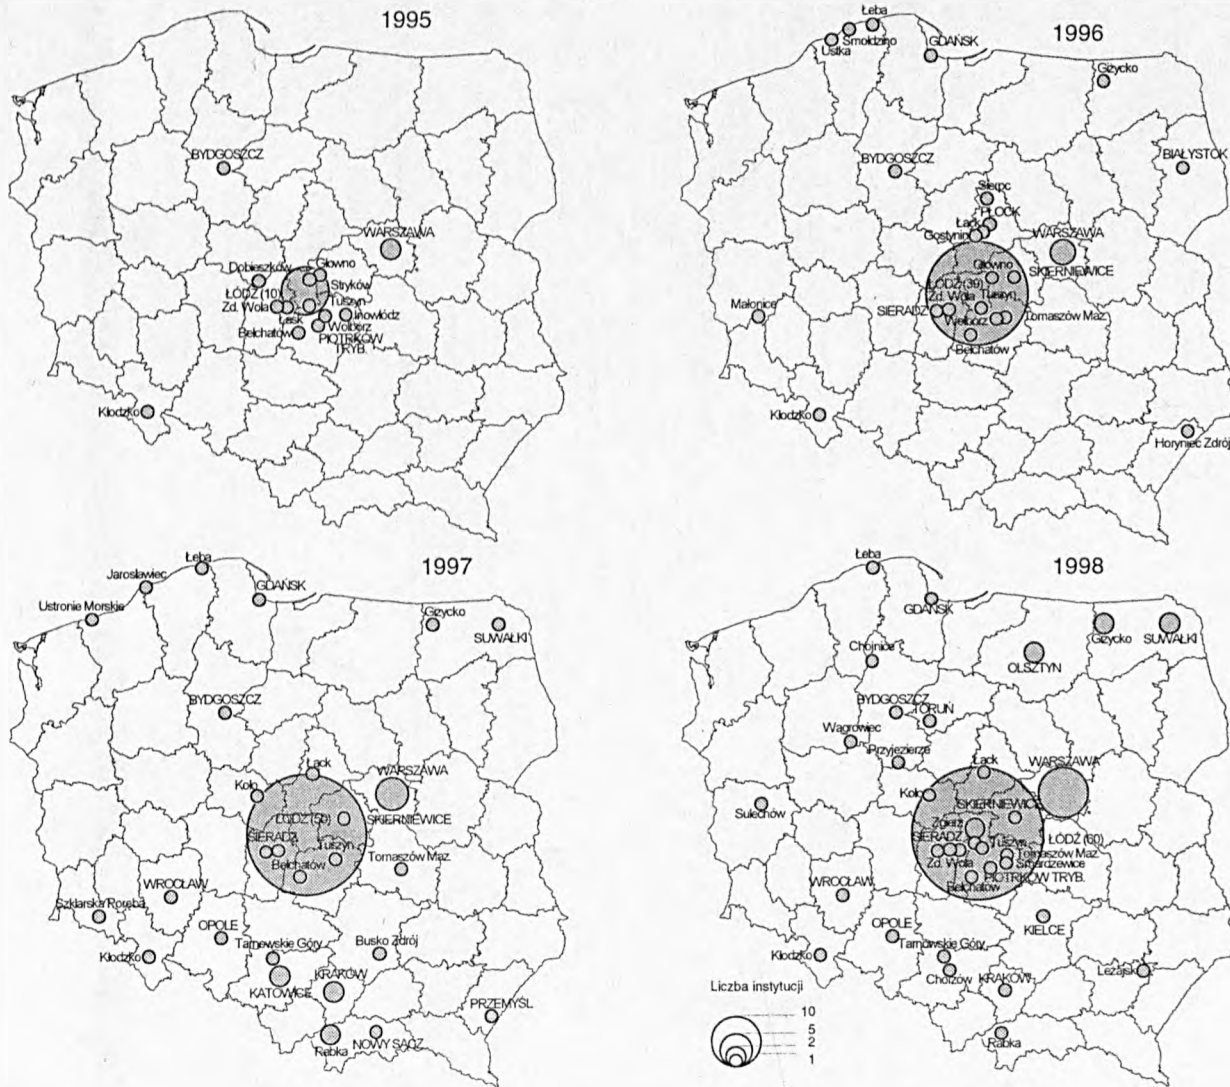 1995
BYDGOSZCZ
WARSZAWA
Dobieszków
Głowno
Stryków
ŁÓDŹ (10)
Tuszyn
Zd. Wola
Inowłódz
Łask
Wolbórz
Bełchatów
PIOTRKÓW
TRYB.
Kłodzko
1996
Łeba
Smołdzino
Ustka
GDAŃSK
Giżycko
BYDGOSZCZ
BIAŁYSTOK
Sierpc
PŁOCK
Łack
Gostynin
WARSZAWA
Głowno
SKIERNIEWICE
ŁÓDŹ (39)
Zd. Wola
Tuszyn
Małonice
SIERADZ
Wolbórz
Tomaszów Maz.
Bełchatów
Kłodzko
Horyniec Zdrój
1997
Łeba
Jarosławiec
GDAŃSK
Ustronie Morskie
Giżycko
SUWAŁKI
BYDGOSZCZ
Łack
WARSZAWA
Koło
ŁÓDŹ (50)
SKIERNIEWICE
SIERADZ
Tuszyn
Bełchatów
Tomaszów Maz.
WROCŁAW
Szklarska Poręba
OPOLE
Tarnowskie Góry
Busko Zdrój
Kłodzko
KATOWICE
KRAKÓW
PRZEMYŚL
Rabka
NOWY SĄCZ
1998
Łeba
GDAŃSK
Giżycko
SUWAŁKI
Chojnice
OLSZTYN
BYDGOSZCZ
TORUŃ
Wągrowiec
Przyjezierze
Łack
WARSZAWA
Koło
SKIERNIEWICE
Sulechów
Zgierz
SIERADZ
Tuszyn
ŁÓDŹ (60)
Zd. Wola
Tomaszów Maz.
Smardzewice
PIOTRKÓW TRYB.
Bełchatów
WROCŁAW
OPOLE
KIELCE
Tarnowskie Góry
Kłodzko
Chorzów
KRAKÓW
Leżajsk
Rabka
Liczba instytucji
10
5
2
1